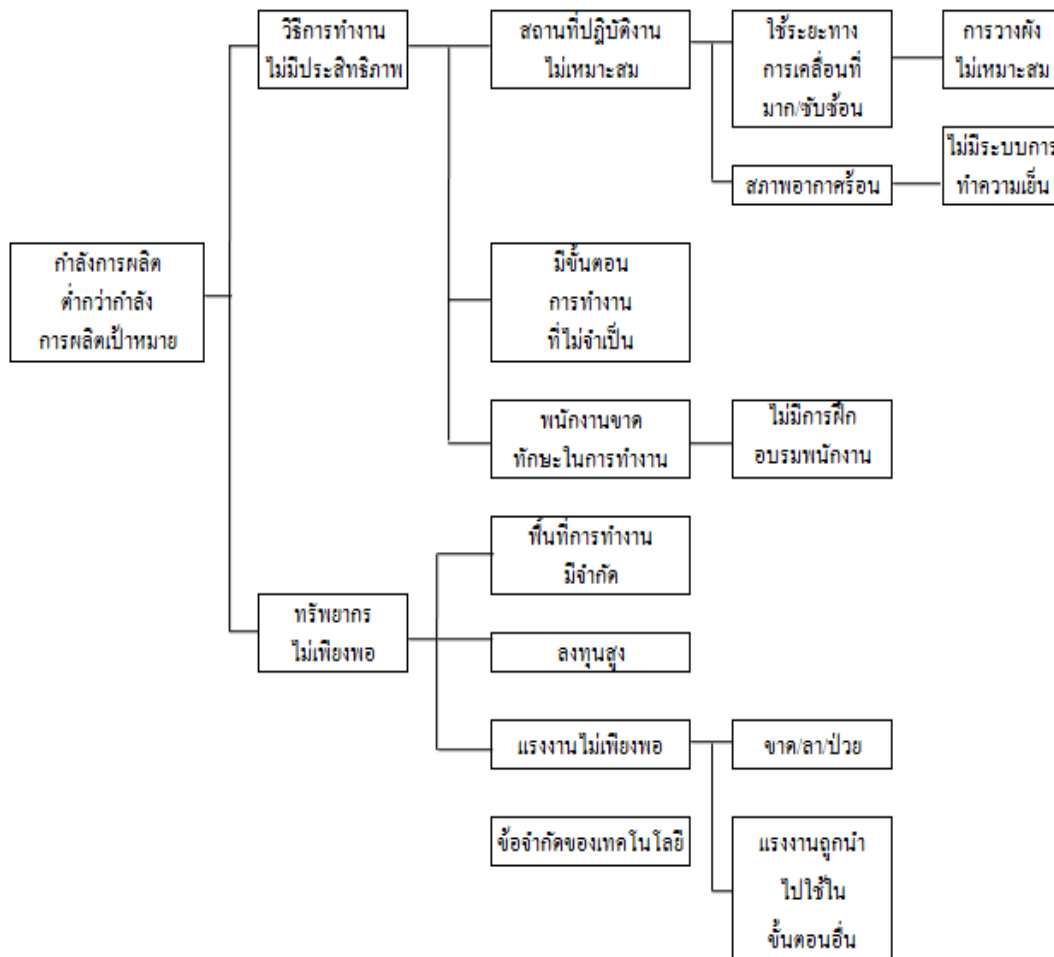 วิธีการทำงาน
ไม่มีประสิทธิภาพ
สถานที่ปฏิบัติงาน
ไม่เหมาะสม
ใช้ระยะทาง
การเคลื่อนที่
มาก/ซับซ้อน
การวางผัง
ไม่เหมาะสม
สภาพอากาศร้อน
ไม่มีระบบการ
ทำความเย็น
กำลังการผลิต
ต่ำกว่ากำลัง
การผลิตเป้าหมาย
มีขั้นตอน
การทำงาน
ที่ไม่จำเป็น
พนักงานขาด
ทักษะในการทำงาน
ไม่มีการฝึก
อบรมพนักงาน
ทรัพยากร
ไม่เพียงพอ
พื้นที่การทำงาน
มีจำกัด
ลงทุนสูง
แรงงานไม่เพียงพอ
ขาด/ลา/ป่วย
ข้อจำกัดของเทคโนโลยี
แรงงานถูกนำ
ไปใช้ใน
ขั้นตอนอื่น